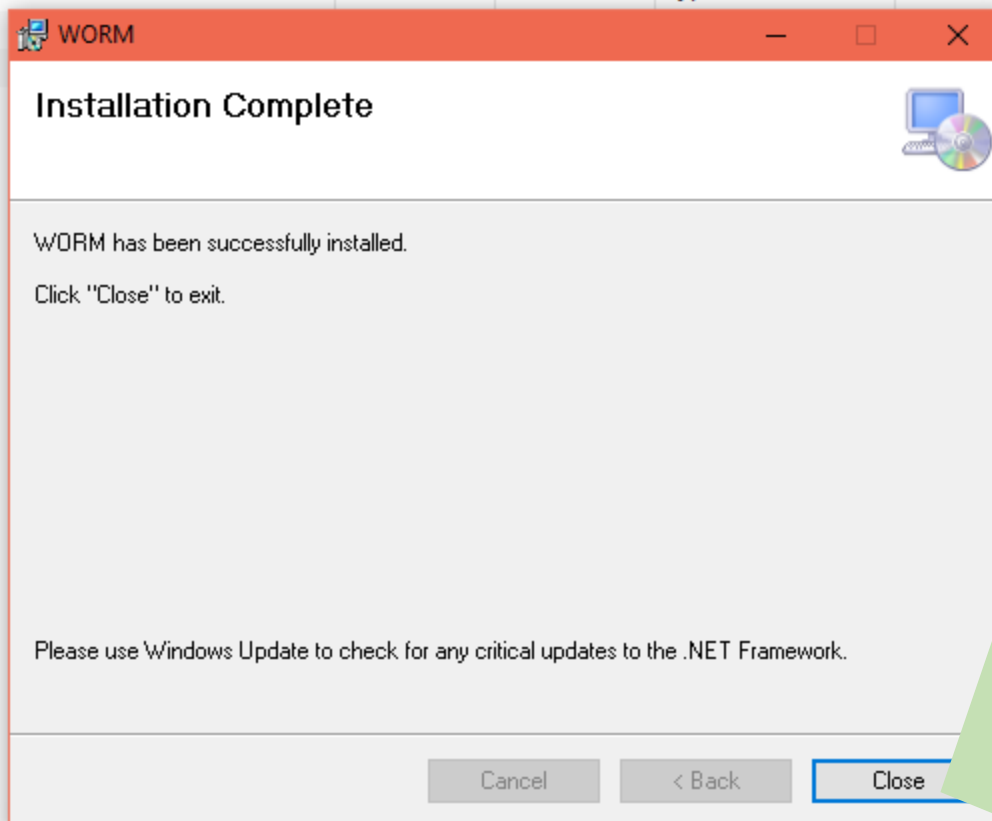 WORM
Installation Complete
WORM has been successfully installed.
Click "Close" to exit.
Please use Windows Update to check for any critical updates to the .NET Framework.
Cancel
< Back
Close